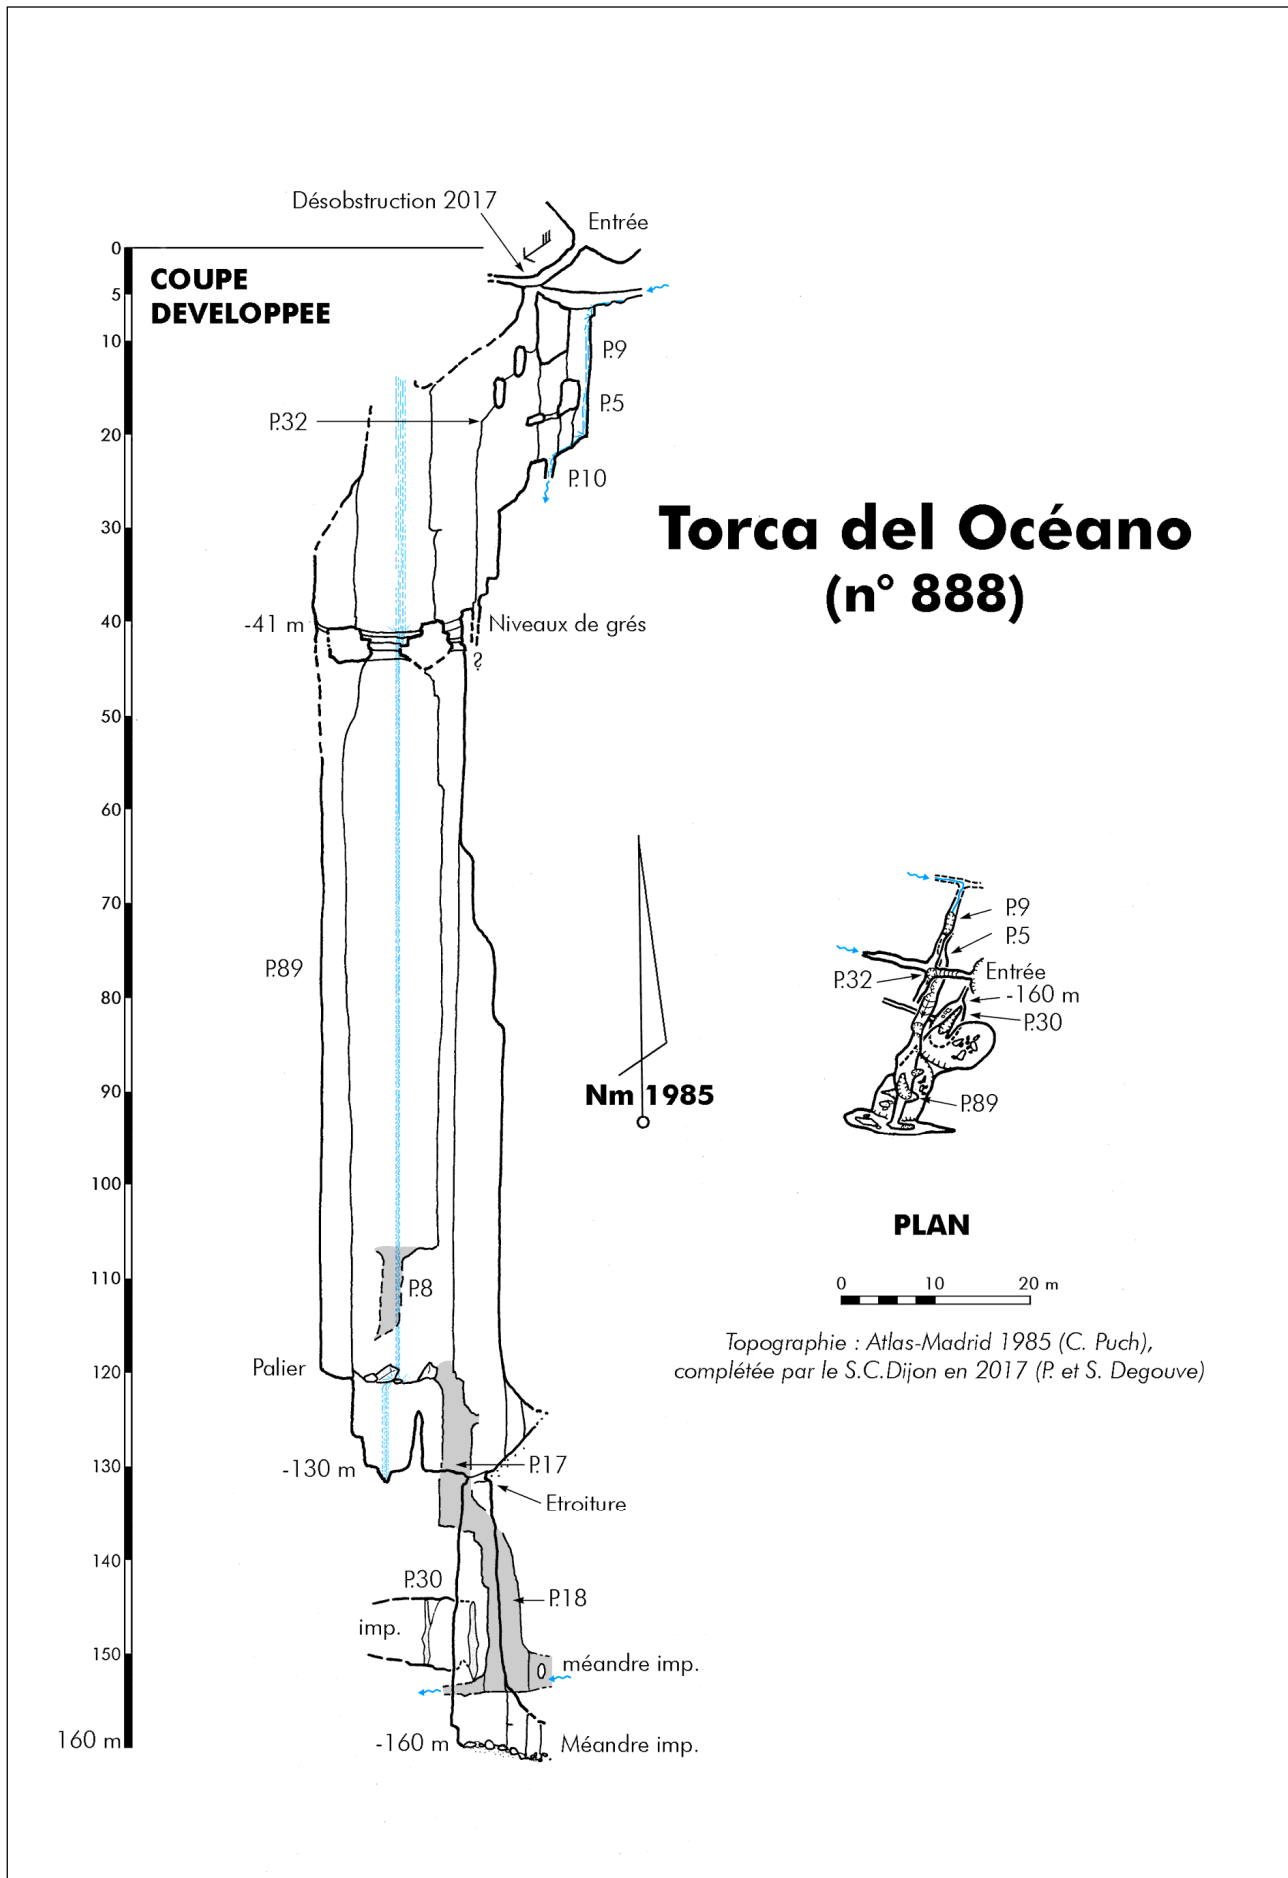 Désobstruction 2017
Entrée
COUPE
DEVELOPPEE
0
5
10
20
30
40
50
60
70
80
90
100
110
120
130
140
150
160 m
P.9
P.5
P.32
P.10
Torca del Océano
(n° 888)
-41 m
Niveaux de grés
?
P.89
Nm 1985
P.9
P.5
Entrée
P.32
-160 m
P.30
P.89
PLAN
0 10 20 m
Topographie : Atlas-Madrid 1985 (C. Puch),
complétée par le S.C.Dijon en 2017 (P. et S. Degouve)
P.8
Palier
-130 m
P.17
Etroiture
P.30
P.18
imp.
méandre imp.
-160 m
Méandre imp.